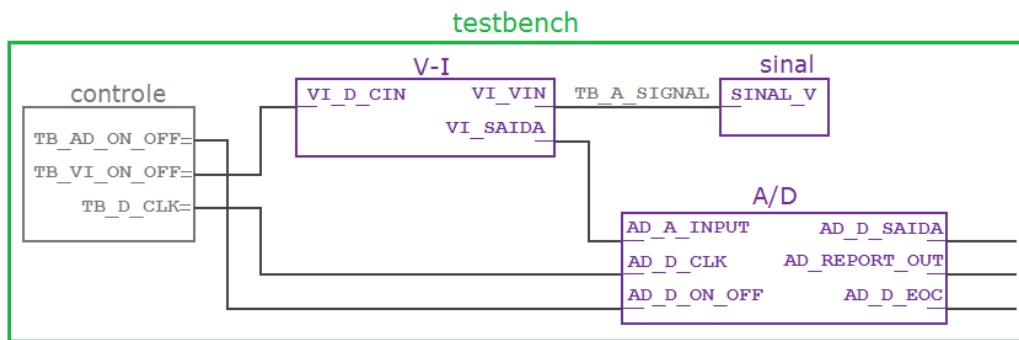 testbench
controle
TB_AD_ON_OFF=
TB_VI_ON_OFF=
TB_D_CLK=
V-I
VI_D_CIN
VI_VIN
VI_SAIDA
TB_A_SIGNAL
sinal
SINAL_V
A/D
AD_A_INPUT
AD_D_SAIDA
AD_D_CLK
AD_REPORT_OUT
AD_D_ON_OFF
AD_D_EOC